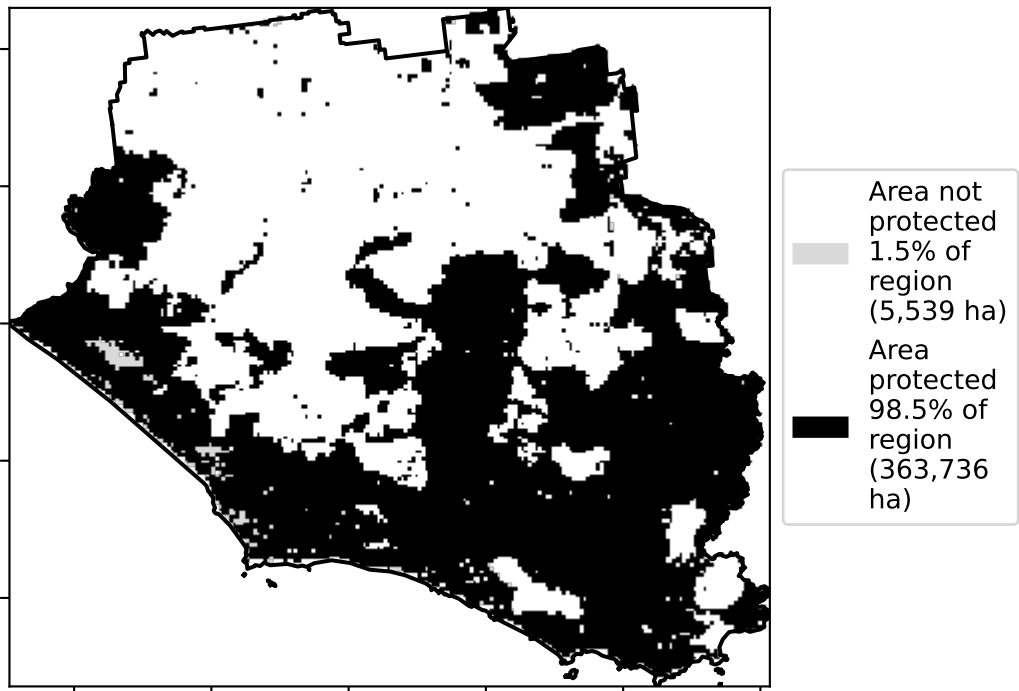 Area not
protected
1.5% of
region
(5,539 ha)
Area
protected
98.5% of
region
(363,736
ha)